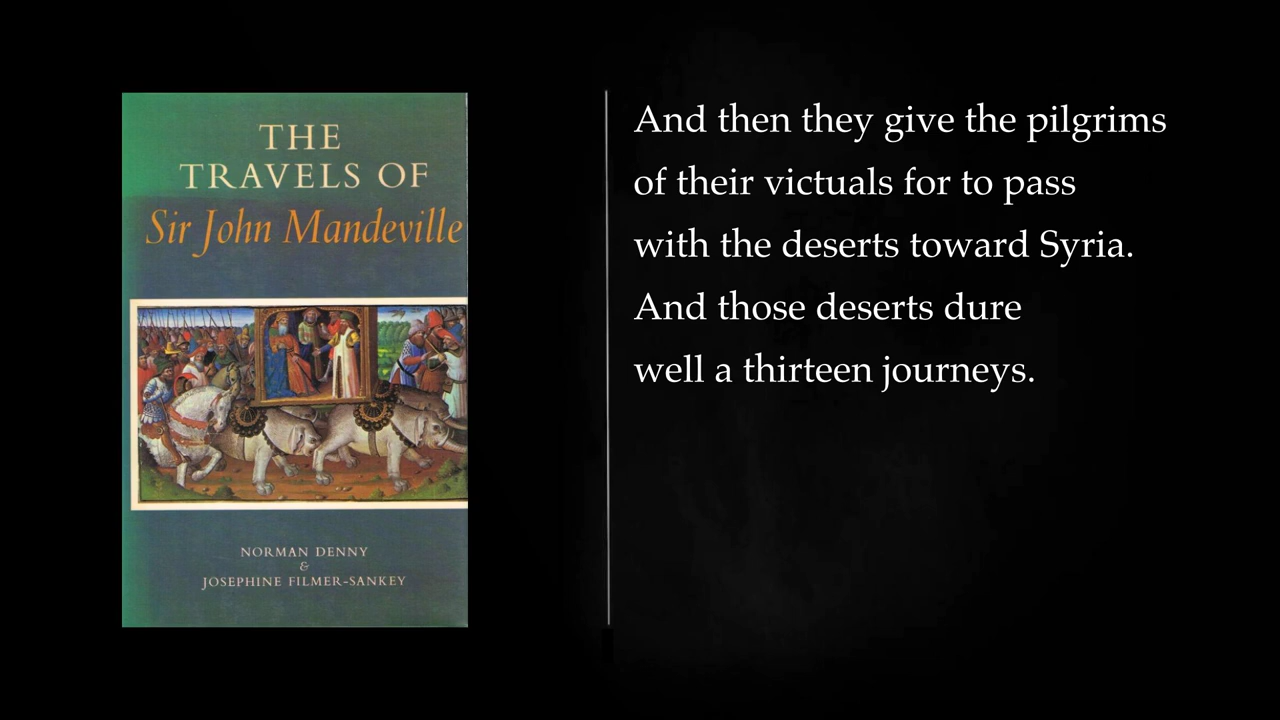 THE
TRAVELS OF
Sir John Mandeville
NORMAN DENNY
&
JOSEPHINE FILMER-SANKEY
And then they give the pilgrims
of their victuals for to pass
with the deserts toward Syria.
And those deserts dure
well a thirteen journeys.